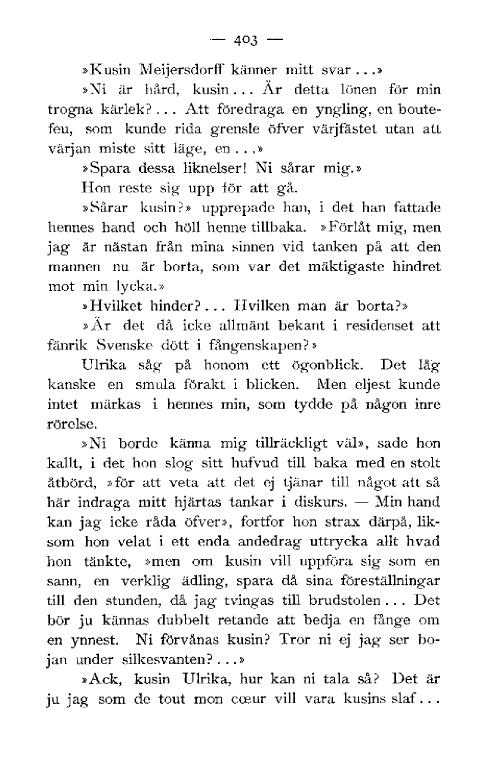 — 403 —
»Kusin Meijersdorff känner mitt svar ...»
»Ni är hård, kusin... Är detta lönen för min
trogna kärlek?... Att föredraga en yngling, en boute-
feu, som kunde rida grensle öfver värjfästet utan att
värjan miste sitt läge, en ...»
»Spara dessa liknelser! Ni sårar mig.»
Hon reste sig upp för att gå.
»Sårar kusin?» upprepade han, i det han fattade
hennes hand och höll henne tillbaka. »Förlåt mig, men
jag är nästan från mina sinnen vid tanken på att den
mannen nu är borta, som var det mäktigaste hindret
mot min lycka.»
»Hvilket hinder?... Hvilken man är borta?»
»Är det då icke allmänt bekant i residenset att
fänrik Svenske dött i fångenskapen?»
Ulrika såg på honom ett ögonblick. Det låg
kanske en smula förakt i blicken. Men eljest kunde
intet märkas i hennes min, som tydde på någon inre
rörelse.
»Ni borde känna mig tillräckligt väl», sade hon
kallt, i det hon slog sitt hufvud till baka med en stolt
åtbörd, »för att veta att det ej tjänar till något att så
här indraga mitt hjärtas tankar i diskurs. — Min hand
kan jag icke råda öfver», fortfor hon strax därpå, lik-
som hon velat i ett enda andedrag uttrycka allt hvad
hon tänkte, »men om kusin vill uppföra sig som en
sann, en verklig ädling, spara då sina föreställningar
till den stunden, då jag tvingas till brudstolen... Det
bör ju kännas dubbelt retande att bedja en fånge om
en ynnest. Ni förvånas kusin? Tror ni ej jag ser bo-
jan under silkesvanten?...»
»Ack, kusin Ulrika, hur kan ni tala så? Det är
ju jag som de tout mon cœur vill vara kusins slaf...